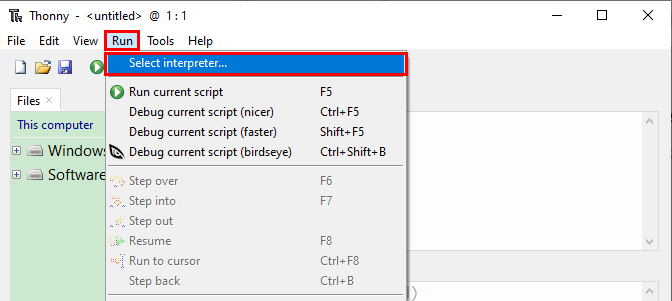 Thonny - <untitled> @ 1 : 1
File Edit View Run Tools Help
Select interpreter...
Files
Run current script F5
Debug current script (nicer) Ctrl+F5
This computer
Debug current script (faster) Shift+F5
Windows
Debug current script (birdseye) Ctrl+Shift+B
Software
Step over F6
Step into F7
Step out
Resume F8
Run to cursor Ctrl+F8
Step back Ctrl+B